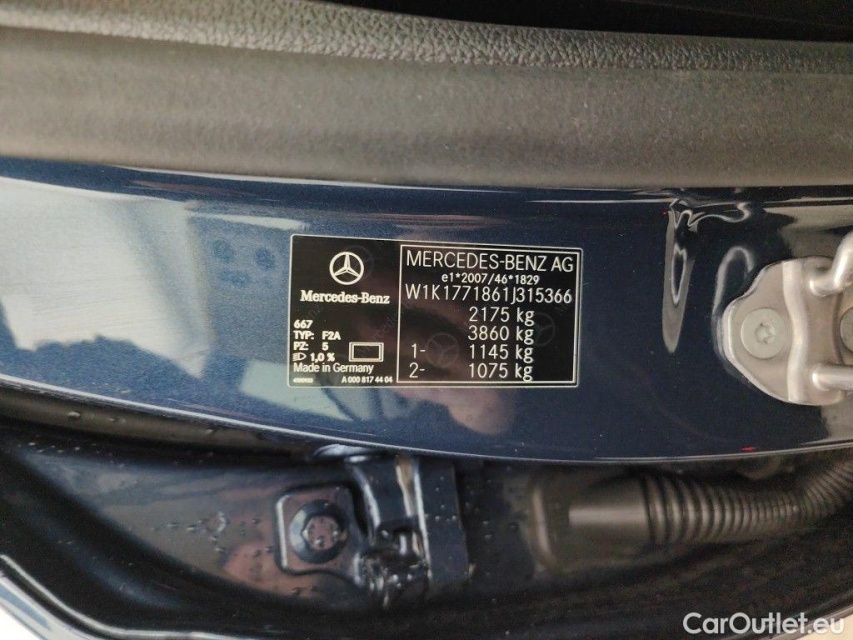 MERCEDES-BENZ AG
e1*2007/46*1829
W1K1771861J315366
2175 kg
3860 kg
1- 1145 kg
2- 1075 kg
Mercedes-Benz
667
TYP: F2A
PZ: 5
1,0 %
Made in Germany
A 000 817 44 04
CarOutlet.eu